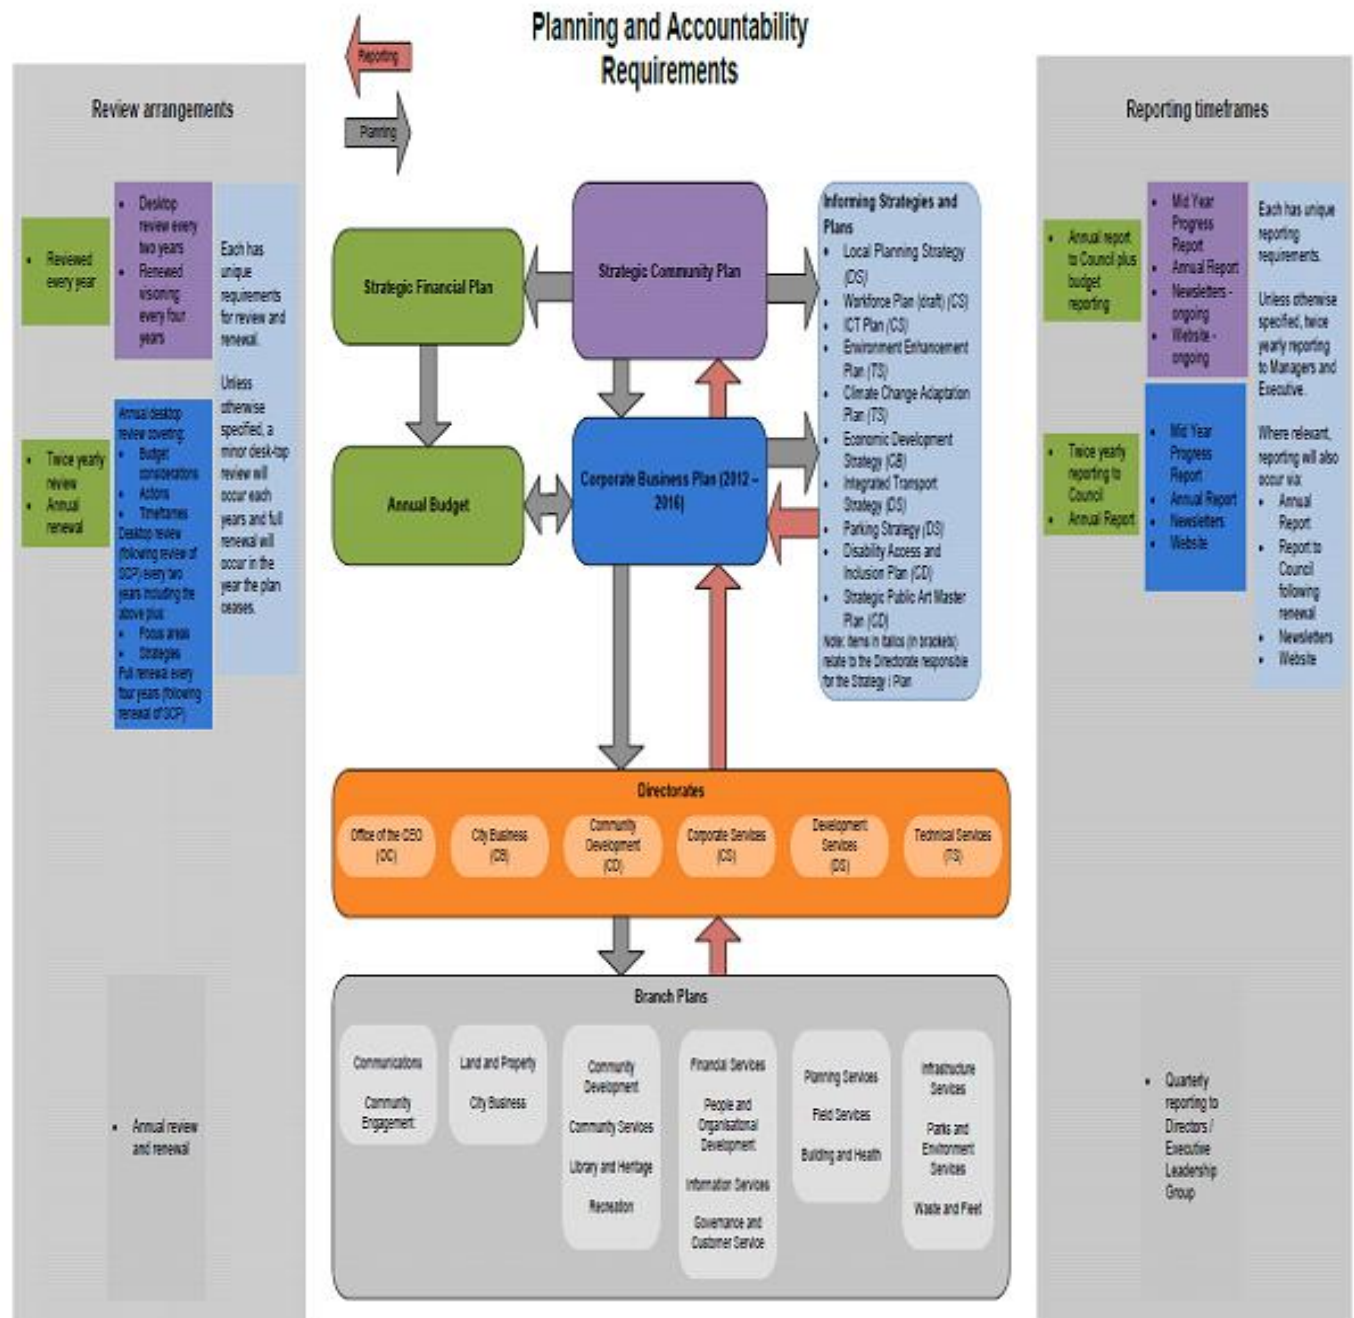 Planning and Accountability
Requirements
Reporting
Planning
Review arrangements
• Reviewed
every year
• Desktop
review every
two years
• Renewed
visioning
every four
years
Each has
unique
requirements
for review and
renewal.
Unless
otherwise
specified, a
minor desk-top
review will
occur each
years and full
renewal will
occur in the
year the plan
ceases.
• Twice yearly
review
• Annual
renewal
Annual desktop
review covering:
• Budget
considerations
• Actions
• Timeframes
Desktop review
(following review of
SCP) every two
years including the
above plus:
• Focus areas
• Strategies
Full renewal every
four years (following
renewal of SCP)
• Annual review
and renewal
Strategic Financial Plan
Strategic Community Plan
Annual Budget
Corporate Business Plan (2012 –
2016)
Informing Strategies and
Plans
• Local Planning Strategy
(DS)
• Workforce Plan (draft) (CS)
• ICT Plan (CS)
• Environment Enhancement
Plan (TS)
• Climate Change Adaptation
Plan (TS)
• Economic Development
Strategy (CB)
• Integrated Transport
Strategy (DS)
• Parking Strategy (DS)
• Disability Access and
Inclusion Plan (CD)
• Strategic Public Art Master
Plan (CD)
Note: Items in Italics (in brackets)
relate to the Directorate responsible
for the Strategy / Plan
Directorates
Office of the CEO
(OC)
City Business
(CB)
Community
Development
(CD)
Corporate Services
(CS)
Development
Services
(DS)
Technical Services
(TS)
Branch Plans
Communications
Community
Engagement
Land and Property
City Business
Community
Development
Community Services
Library and Heritage
Recreation
Financial Services
People and
Organisational
Development
Information Services
Governance and
Customer Service
Planning Services
Field Services
Building and Health
Infrastructure
Services
Parks and
Environment
Services
Waste and Fleet
Reporting timeframes
• Annual report
to Council plus
budget
reporting
• Mid Year
Progress
Report
• Annual Report
• Newsletters -
ongoing
• Website -
ongoing
Each has unique
reporting
requirements.
Unless otherwise
specified, twice
yearly reporting
to Managers and
Executive.
Where relevant,
reporting will also
occur via:
• Annual
Report
• Report to
Council
following
renewal
• Newsletters
• Website
• Twice yearly
reporting to
Council
• Annual Report
• Mid Year
Progress
Report
• Annual Report
• Newsletters
• Website
• Quarterly
reporting to
Directors /
Executive
Leadership
Group